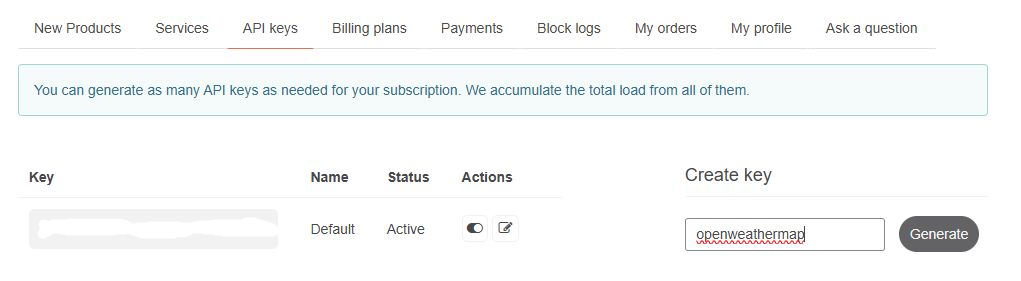 New Products Services API keys Billing plans Payments Block logs My orders My profile Ask a question
You can generate as many API keys as needed for your subscription. We accumulate the total load from all of them.
Key Name Status Actions
Default Active
Create key
openweathermap Generate